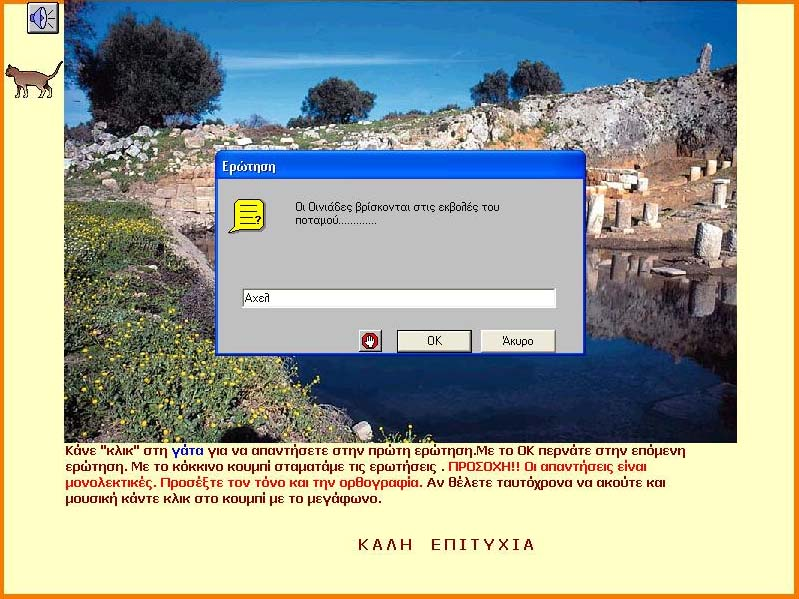 Ερώτηση
Οι Οινιάδες βρίσκονται στις εκβολές του
ποταμού.............
Αχελ
OK
Άκυρο
Κάνε "κλικ" στη γάτα για να απαντήσετε στην πρώτη ερώτηση.Με το ΟΚ περνάτε στην επόμενη
ερώτηση. Με το κόκκινο κουμπί σταματάμε τις ερωτήσεις . ΠΡΟΣΟΧΗ!! Οι απαντήσεις είναι
μονολεκτικές. Προσέξτε τον τόνο και την ορθογραφία. Αν θέλετε ταυτόχρονα να ακούτε και
μουσική κάντε κλικ στο κουμπί με το μεγάφωνο.
ΚΑΛΗ ΕΠΙΤΥΧΙΑ